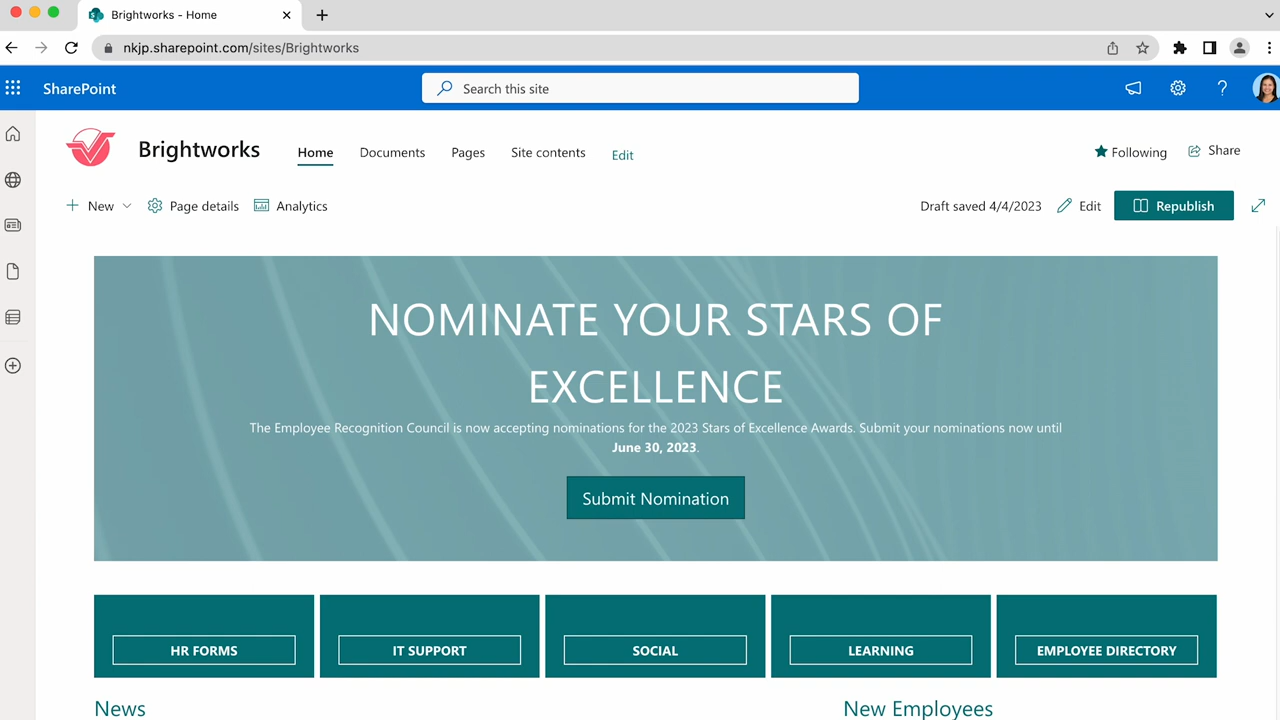 Brightworks - Home
nkjp.sharepoint.com/sites/Brightworks
SharePoint
Search this site
Brightworks
Home
Documents
Pages
Site contents
Edit
Following
Share
New
Page details
Analytics
Draft saved 4/4/2023
Edit
Republish
NOMINATE YOUR STARS OF
EXCELLENCE
The Employee Recognition Council is now accepting nominations for the 2023 Stars of Excellence Awards. Submit your nominations now until
June 30, 2023.
Submit Nomination
HR FORMS
IT SUPPORT
SOCIAL
LEARNING
EMPLOYEE DIRECTORY
News
New Employees